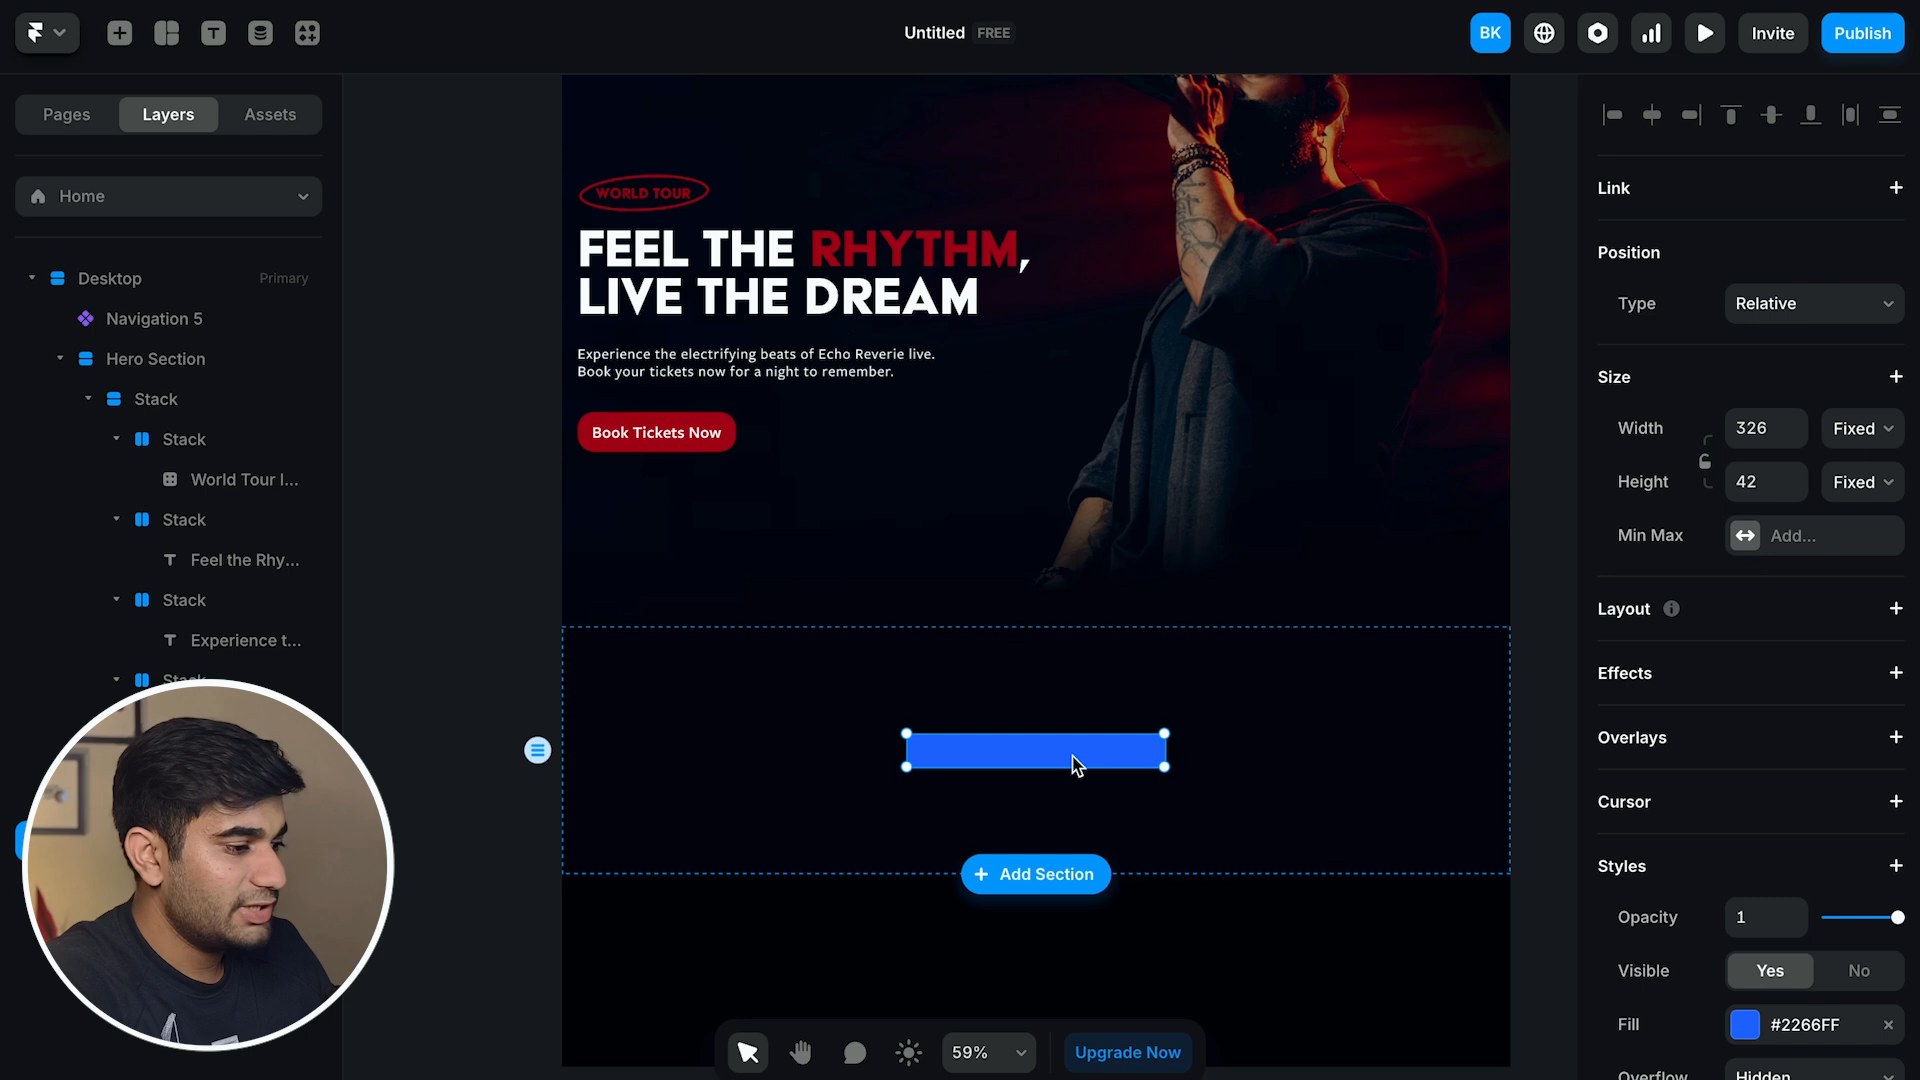 Untitled FREE
BK
Invite
Publish
Pages
Layers
Assets
Home
Desktop
Primary
Navigation 5
Hero Section
Stack
Stack
World Tour I...
Stack
Feel the Rhy...
Stack
Experience t...
Stack
WORLD TOUR
FEEL THE RHYTHM,
LIVE THE DREAM
Experience the electrifying beats of Echo Reverie live.
Book your tickets now for a night to remember.
Book Tickets Now
+ Add Section
59%
Upgrade Now
Link
Position
Type
Relative
Size
Width
326
Fixed
Height
42
Fixed
Min Max
Add...
Layout
Effects
Overlays
Cursor
Styles
Opacity
1
Visible
Yes
No
Fill
#2266FF
Overflow
Hidden